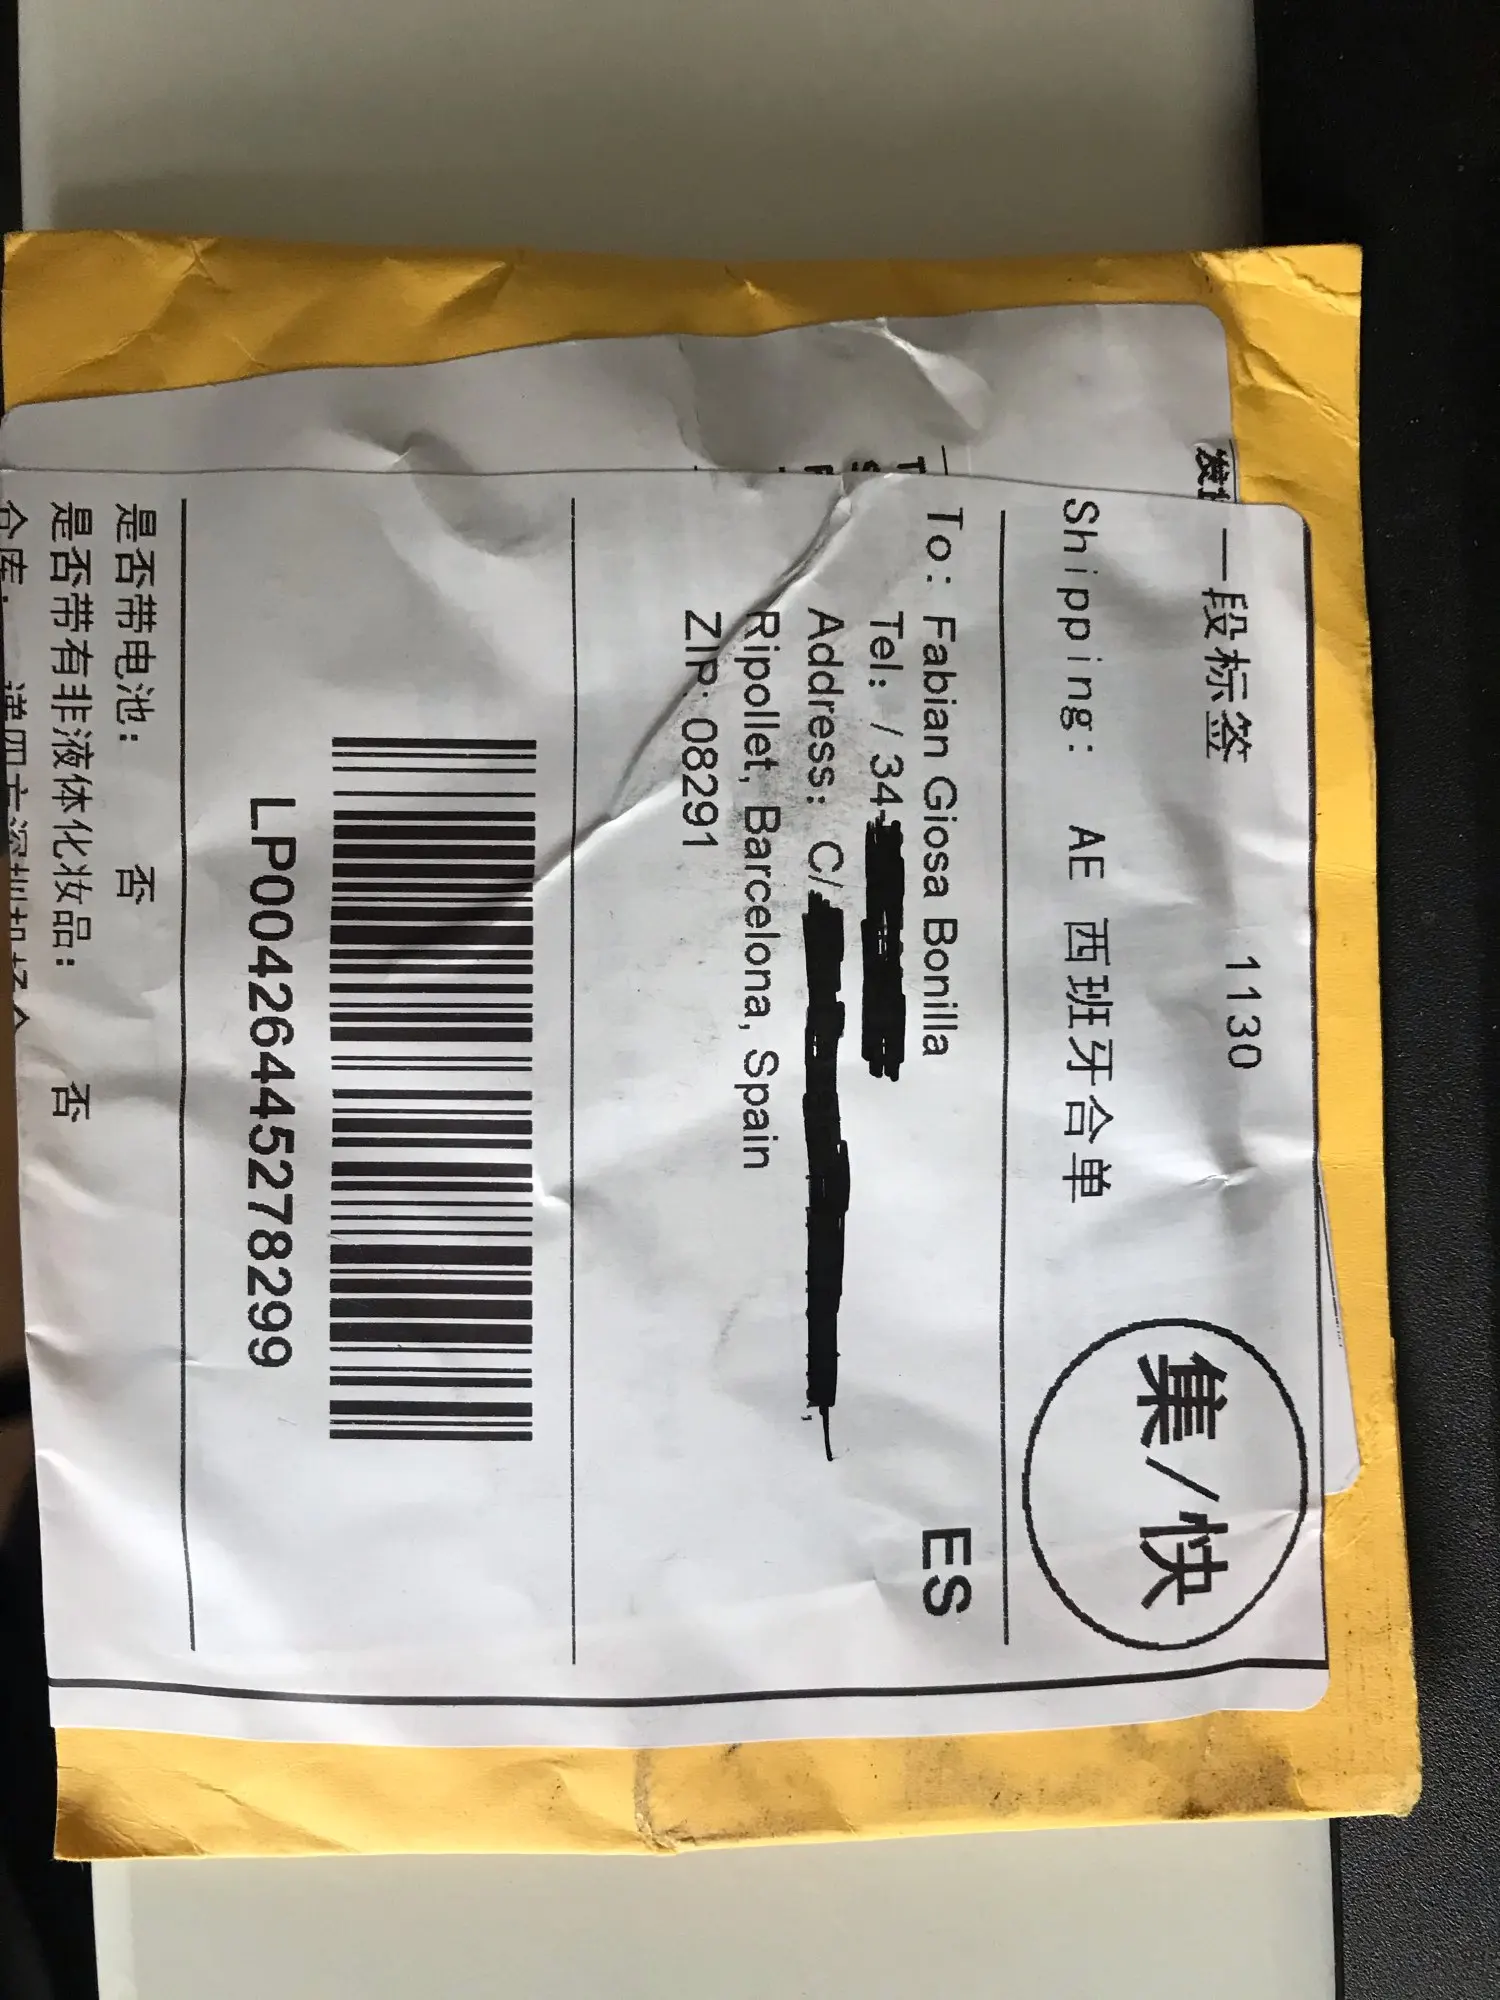 一段标签 1130
集/快
Shipping: AE 西班牙合单
To: Fabian Giosa Bonilla ES
Tel: / 34-
Address: C/ ,
Ripollet, Barcelona, Spain
ZIP: 08291
LP00426445278299
是否带电池: 否
是否带有非液体化妆品: 否